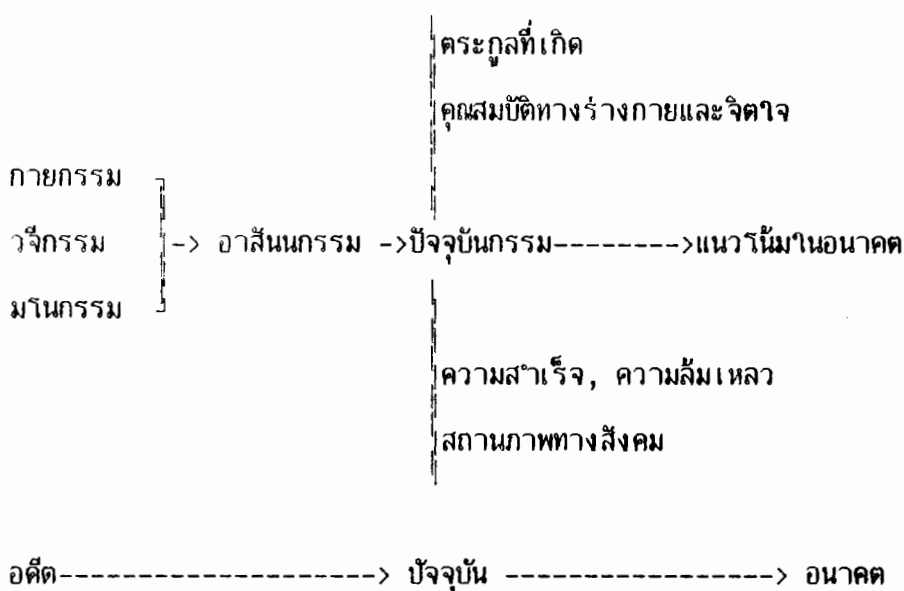 ตระกูลที่เกิด
คุณสมบัติทางร่างกายและจิตใจ
กายกรรม
วจีกรรม -> อาสันนกรรม ->ปัจจุบันกรรม-------->แนวโน้มในอนาคต
มโนกรรม
ความสำเร็จ, ความล้มเหลว
สถานภาพทางสังคม
อดีต--------------------> ปัจจุบัน -----------------> อนาคต